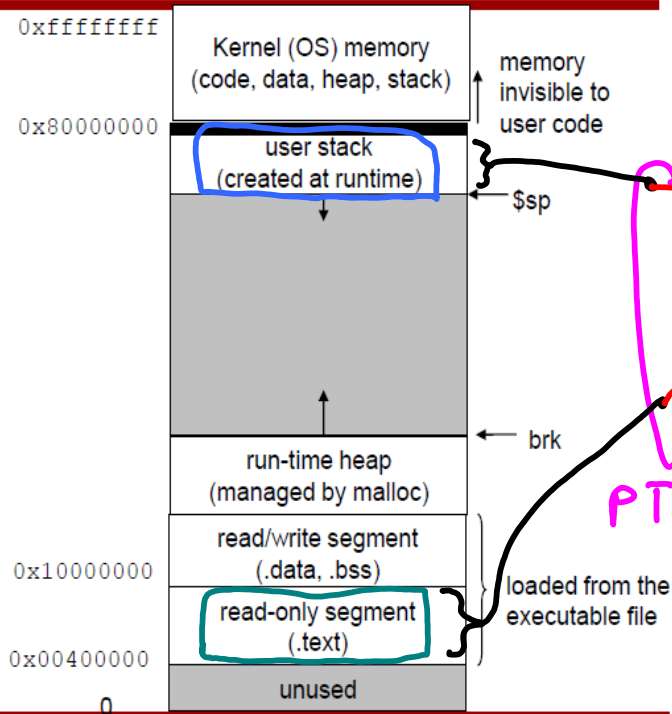 0xffffffff
Kernel (OS) memory
(code, data, heap, stack)
memory
invisible to
user code
0x80000000
user stack
(created at runtime)
$sp
brk
run-time heap
(managed by malloc)
PT
read/write segment
(.data, .bss)
0x10000000
loaded from the
executable file
read-only segment
(.text)
0x00400000
unused
0